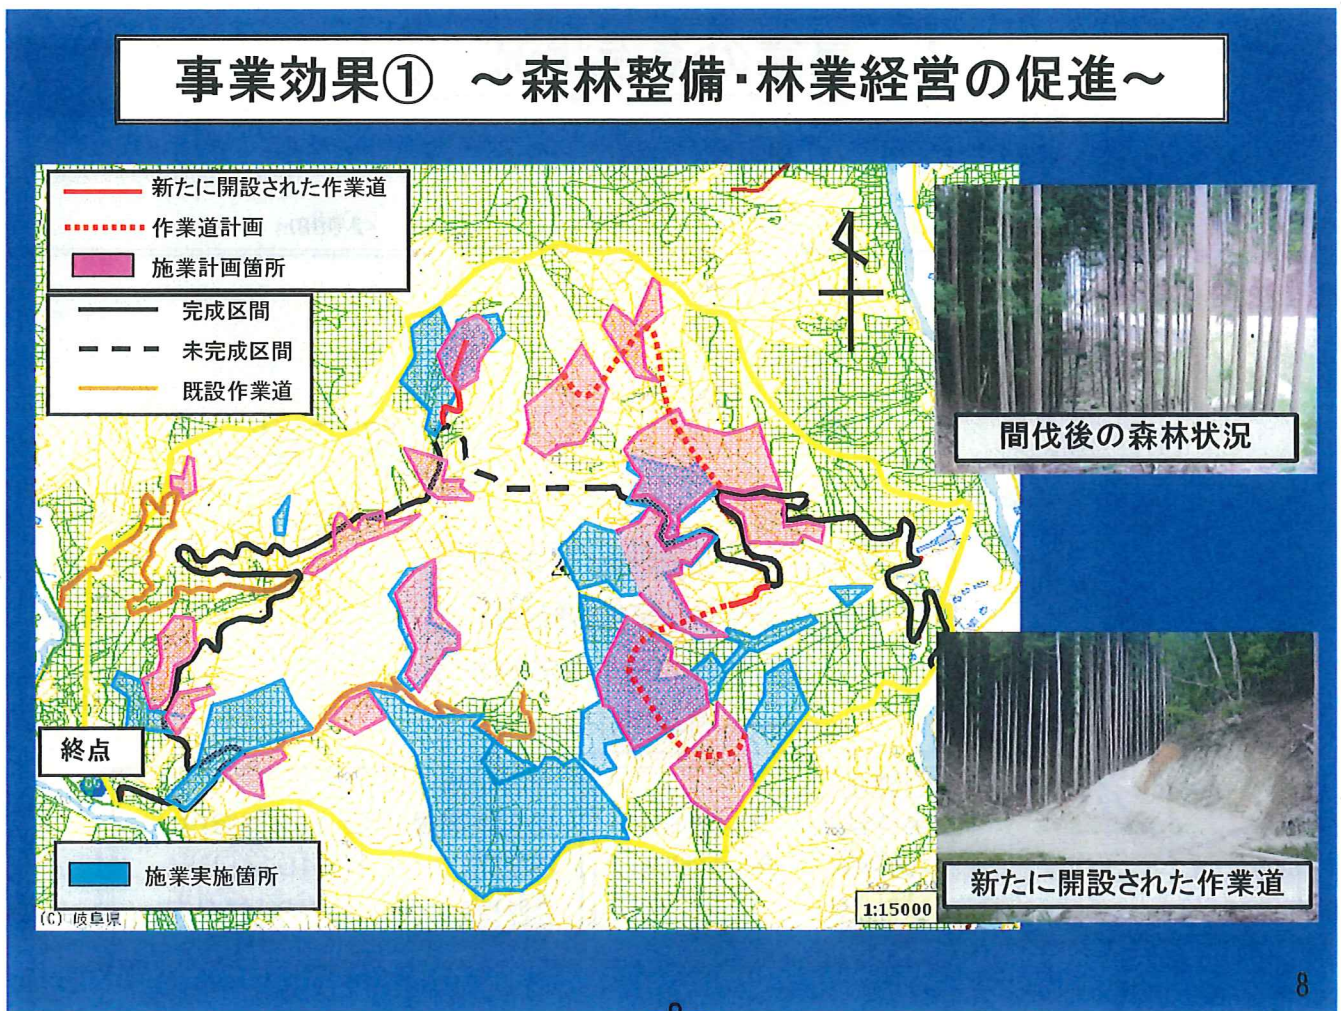 事業効果① ～森林整備・林業経営の促進～
新たに開設された作業道
作業道計画
施業計画箇所
完成区間
未完成区間
既設作業道
間伐後の森林状況
終点
施業実施箇所
(C) 岐阜県
1:15000
新たに開設された作業道
8